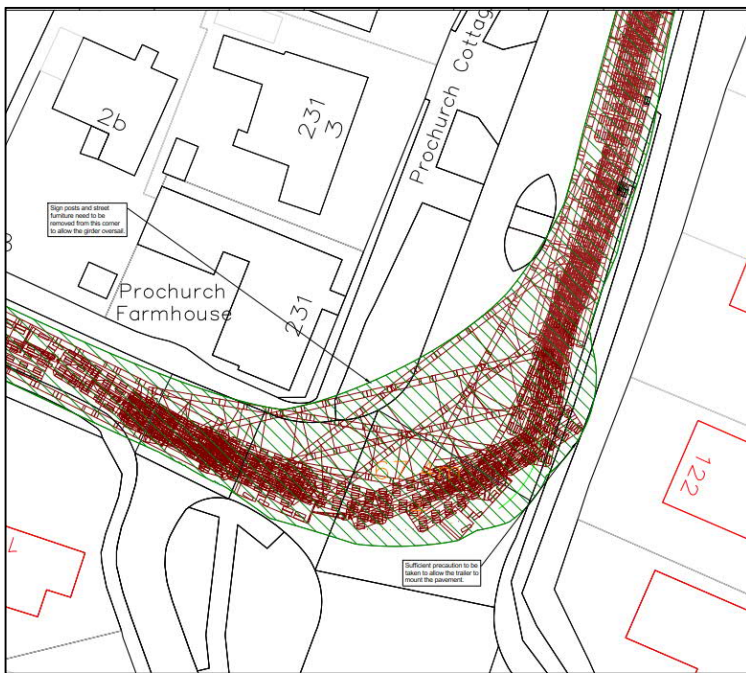 Prochurch Cottag
2b
231
3
Sign posts and street
furniture need to be
removed from this corner
to allow the girder oversail.
Prochurch
Farmhouse
231
122
Sufficient precaution to be
taken to allow the trailer to
mount the pavement.